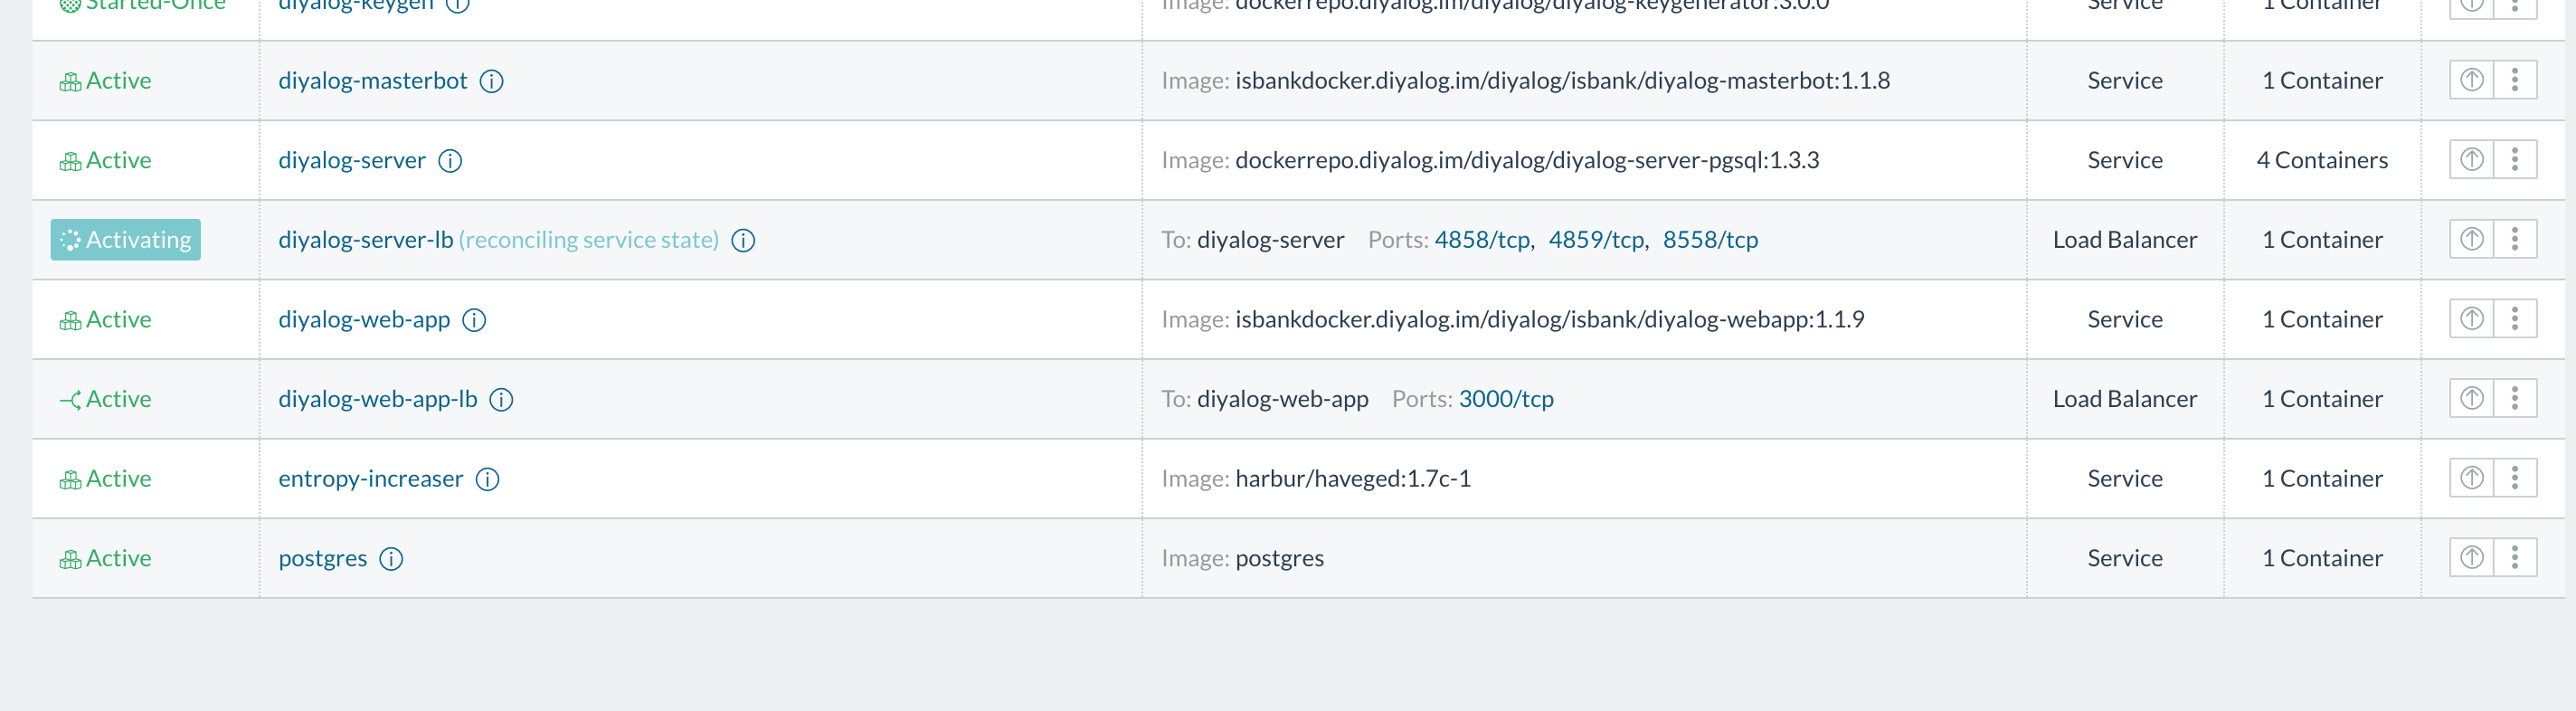 Started-Once diyalog-keygen Image: dockerrepo.diyalog.im/diyalog/diyalog-keygenerator:3.0.0 Service 1 Container
Active diyalog-masterbot Image: isbankdocker.diyalog.im/diyalog/isbank/diyalog-masterbot:1.1.8 Service 1 Container
Active diyalog-server Image: dockerrepo.diyalog.im/diyalog/diyalog-server-pgsql:1.3.3 Service 4 Containers
Activating diyalog-server-lb (reconciling service state) To: diyalog-server Ports: 4858/tcp, 4859/tcp, 8558/tcp Load Balancer 1 Container
Active diyalog-web-app Image: isbankdocker.diyalog.im/diyalog/isbank/diyalog-webapp:1.1.9 Service 1 Container
Active diyalog-web-app-lb To: diyalog-web-app Ports: 3000/tcp Load Balancer 1 Container
Active entropy-increaser Image: harbur/haveged:1.7c-1 Service 1 Container
Active postgres Image: postgres Service 1 Container